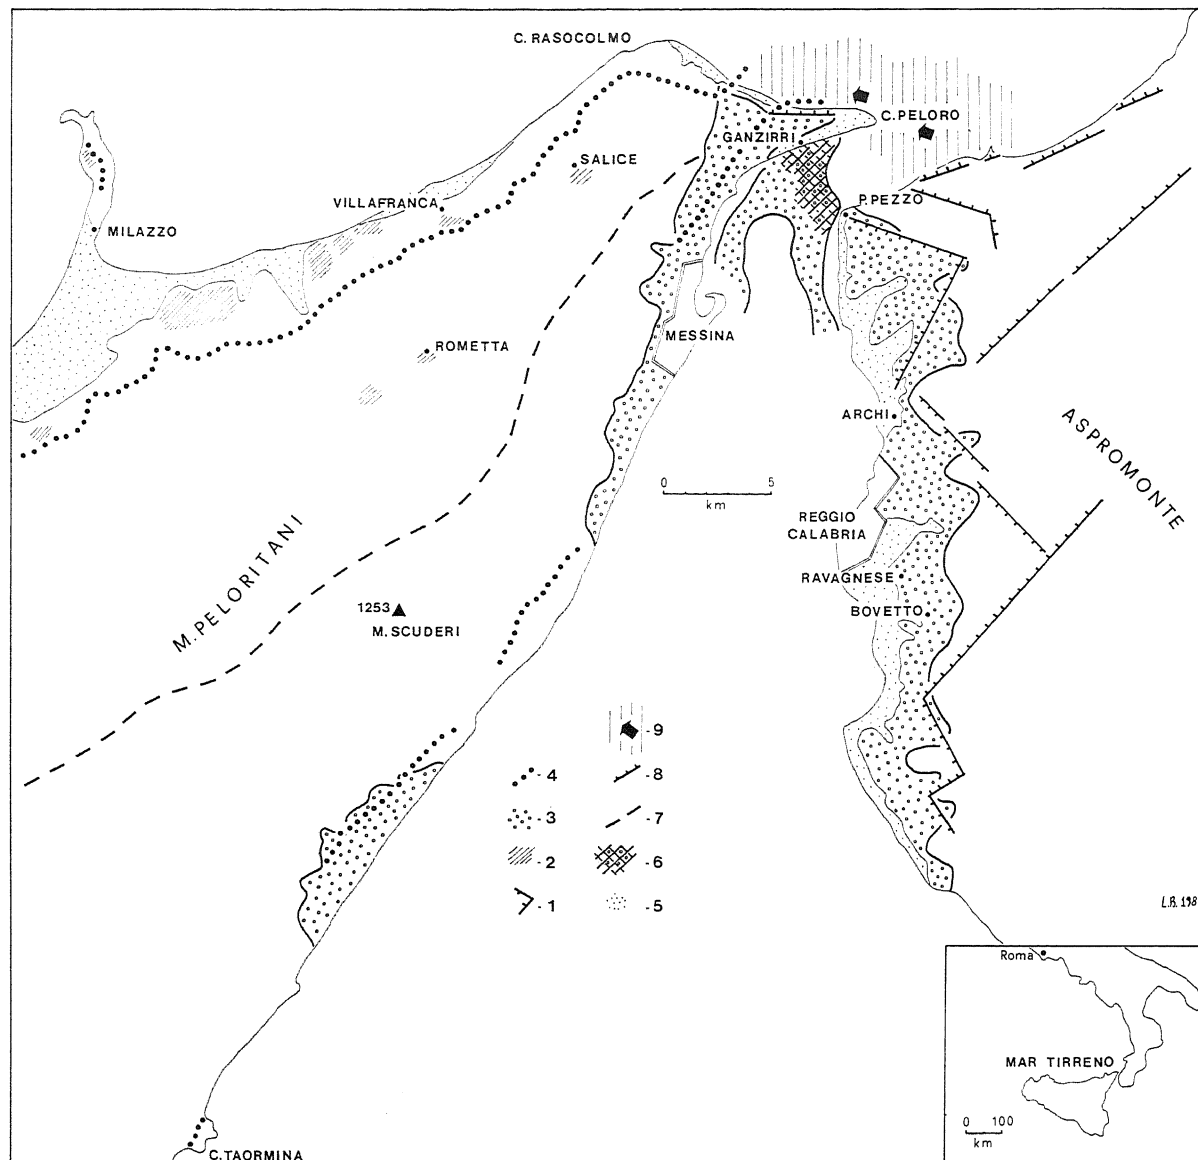 C. RASOCOLMO
C. PELORO
GANZIRRI
SALICE
P. PEZZO
VILLAFRANCA
MILAZZO
MESSINA
ROMETTA
ARCHI
ASPROMONTE
0 5
km
REGGIO
CALABRIA
M. PELORITANI
RAVAGNESE
1253
BOVETTO
M. SCUDERI
- 9
- 4
- 8
- 3
- 7
- 2
- 6
- 1
- 5
L.B. 198
Roma
MAR TIRRENO
0 100
km
C. TAORMINA